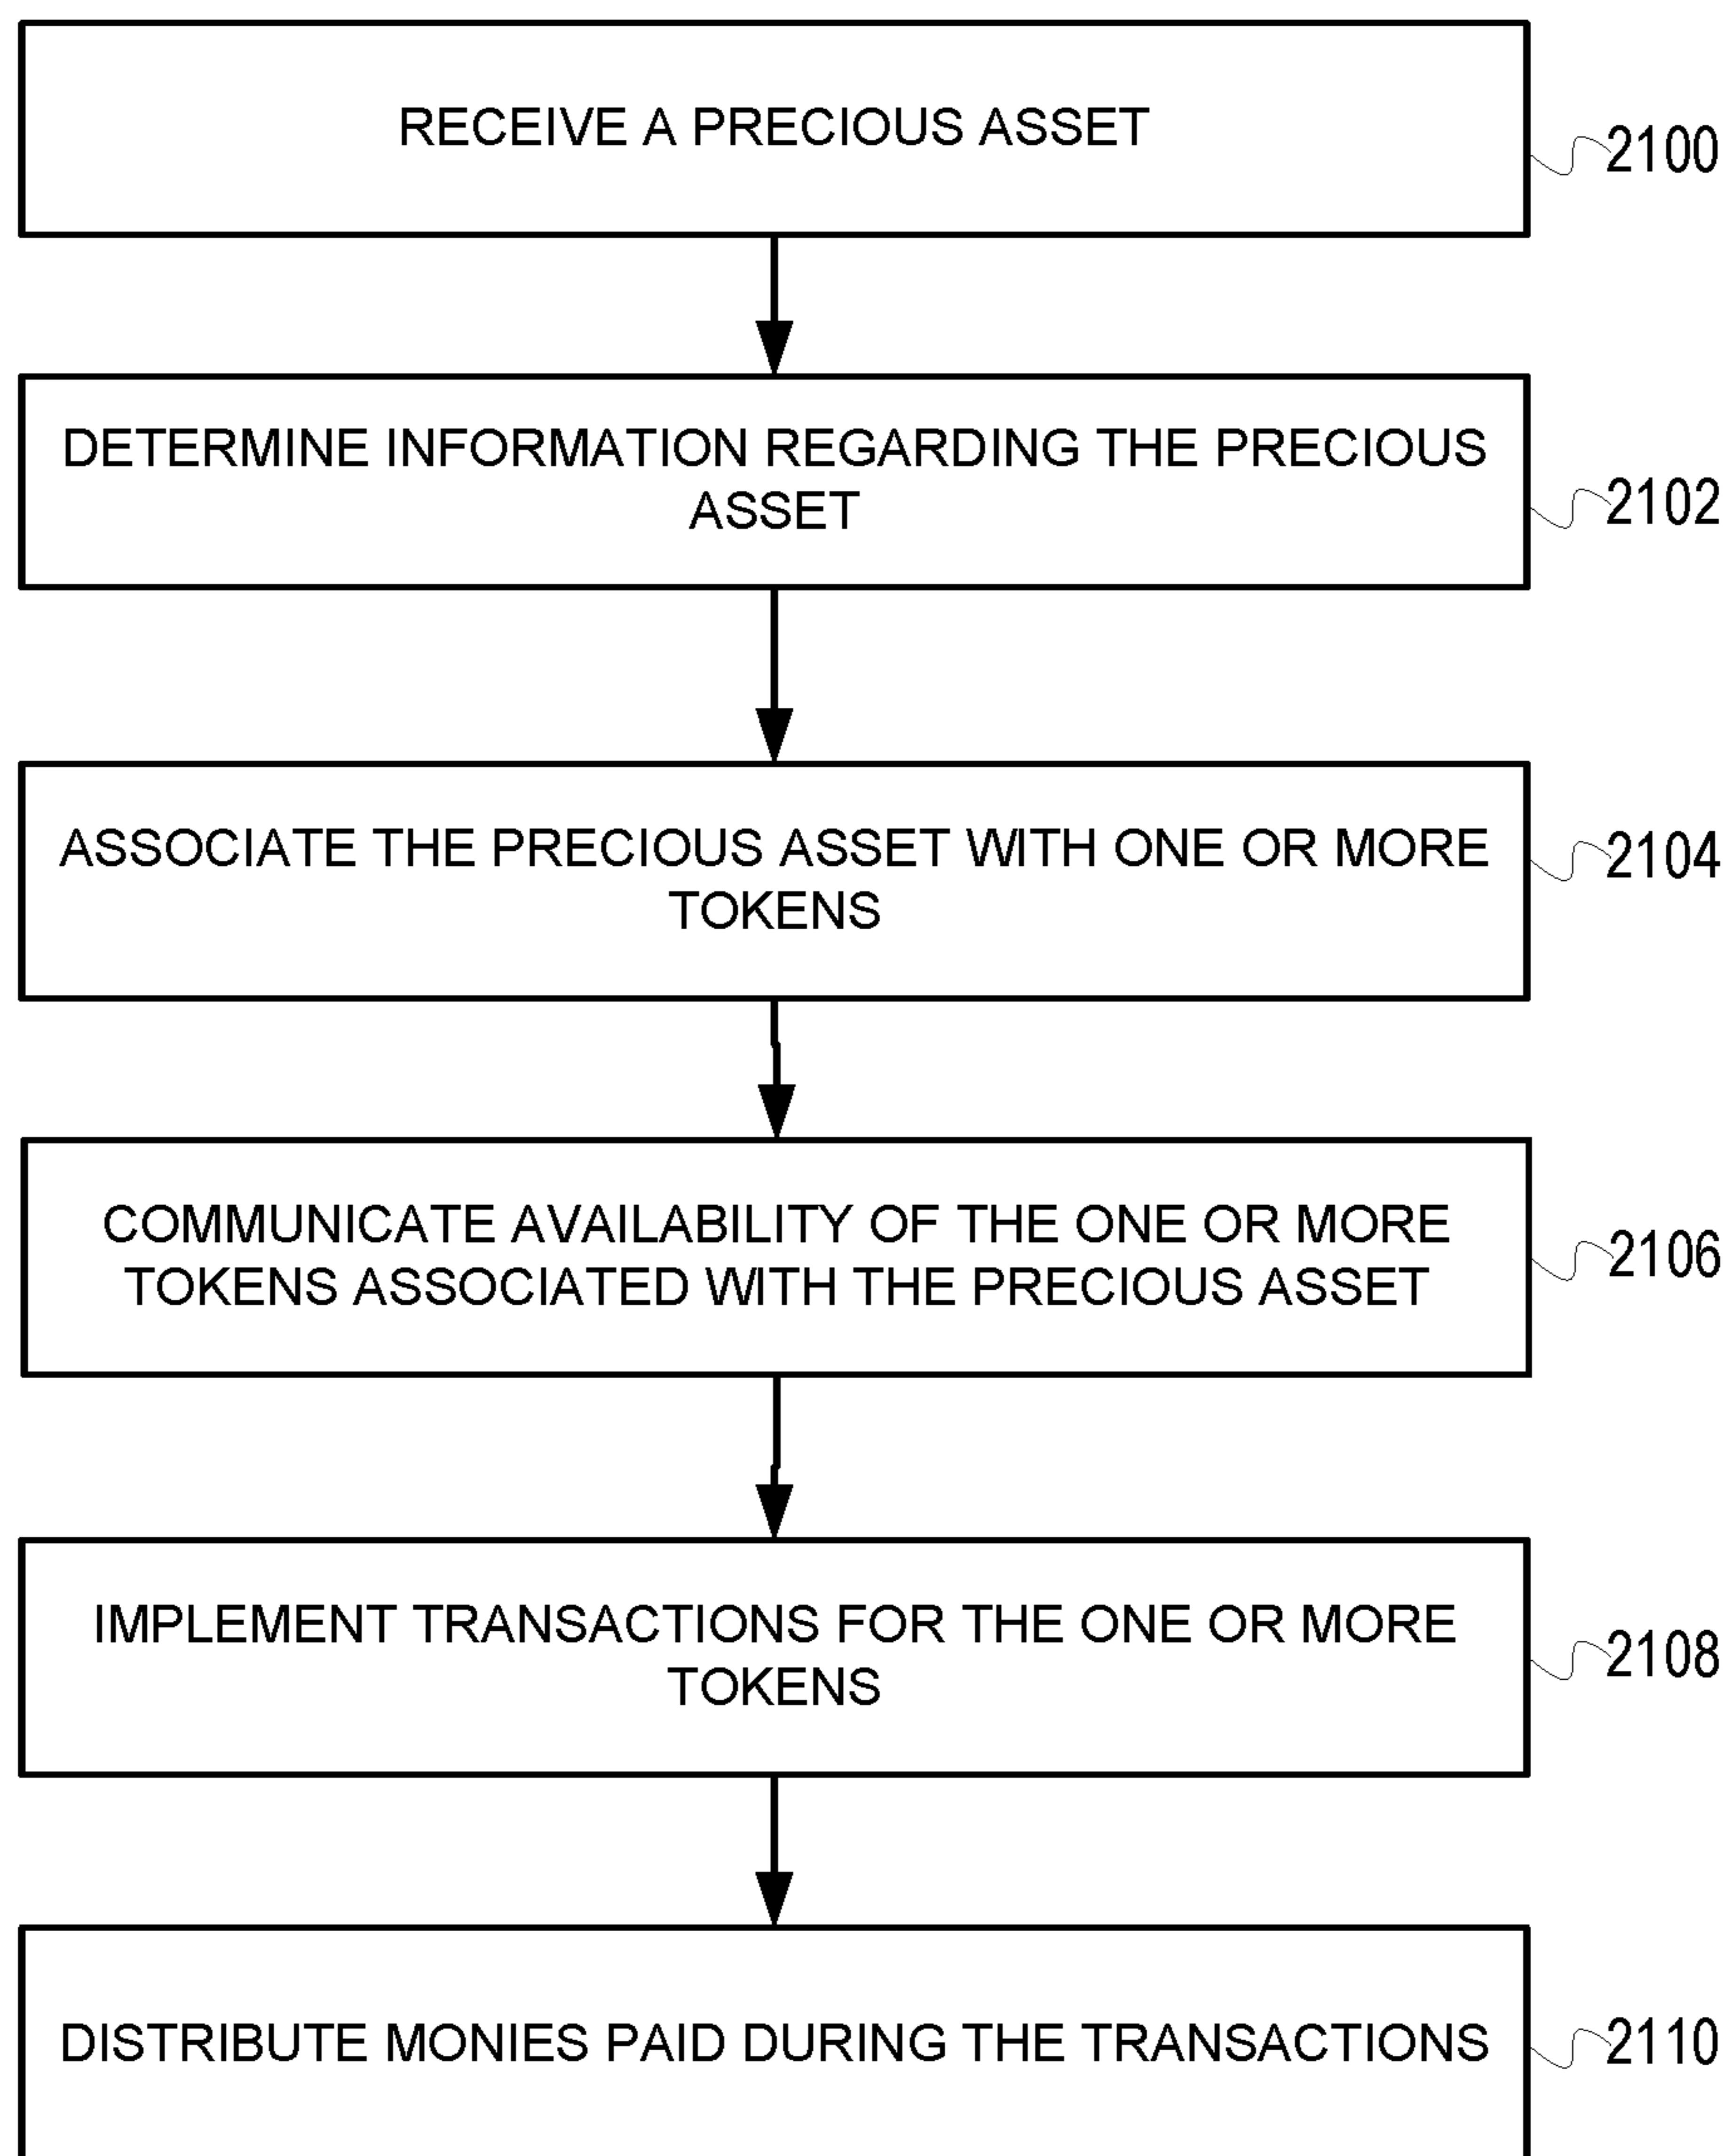 RECEIVE A PRECIOUS ASSET
2100
DETERMINE INFORMATION REGARDING THE PRECIOUS
ASSET
2102
ASSOCIATE THE PRECIOUS ASSET WITH ONE OR MORE
TOKENS
2104
COMMUNICATE AVAILABILITY OF THE ONE OR MORE
TOKENS ASSOCIATED WITH THE PRECIOUS ASSET
2106
IMPLEMENT TRANSACTIONS FOR THE ONE OR MORE
TOKENS
2108
DISTRIBUTE MONIES PAID DURING THE TRANSACTIONS
2110